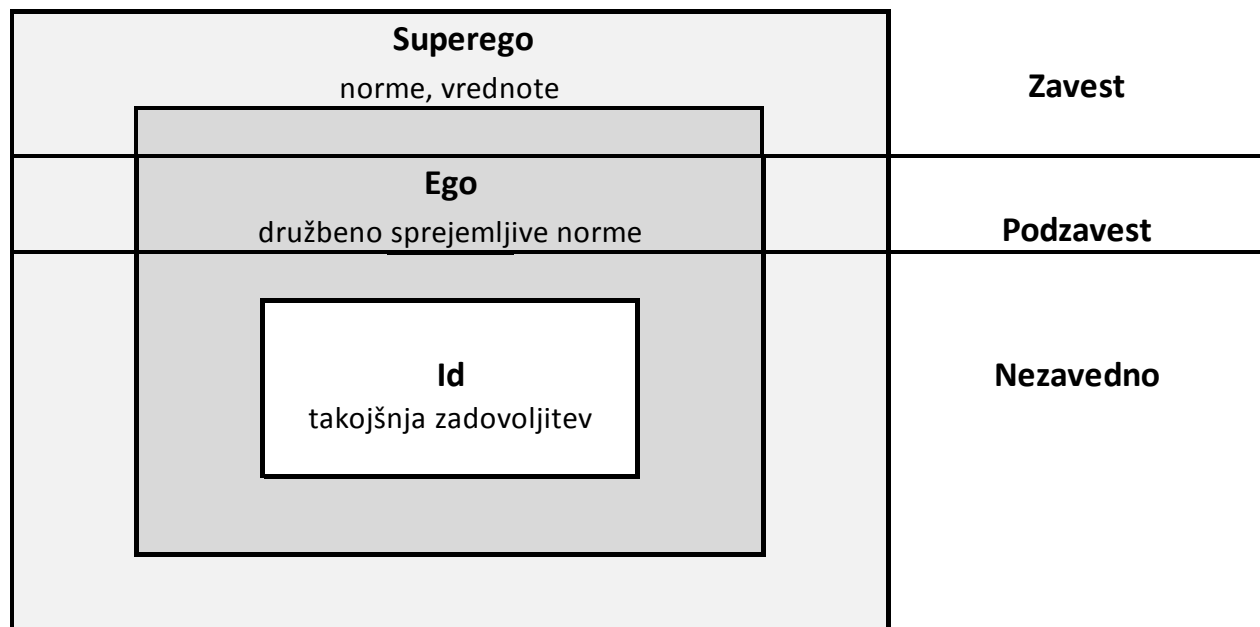 Superego
norme, vrednote
Zavest
Ego
družbeno sprejemljive norme
Podzavest
Id
takojšnja zadovoljitev
Nezavedno